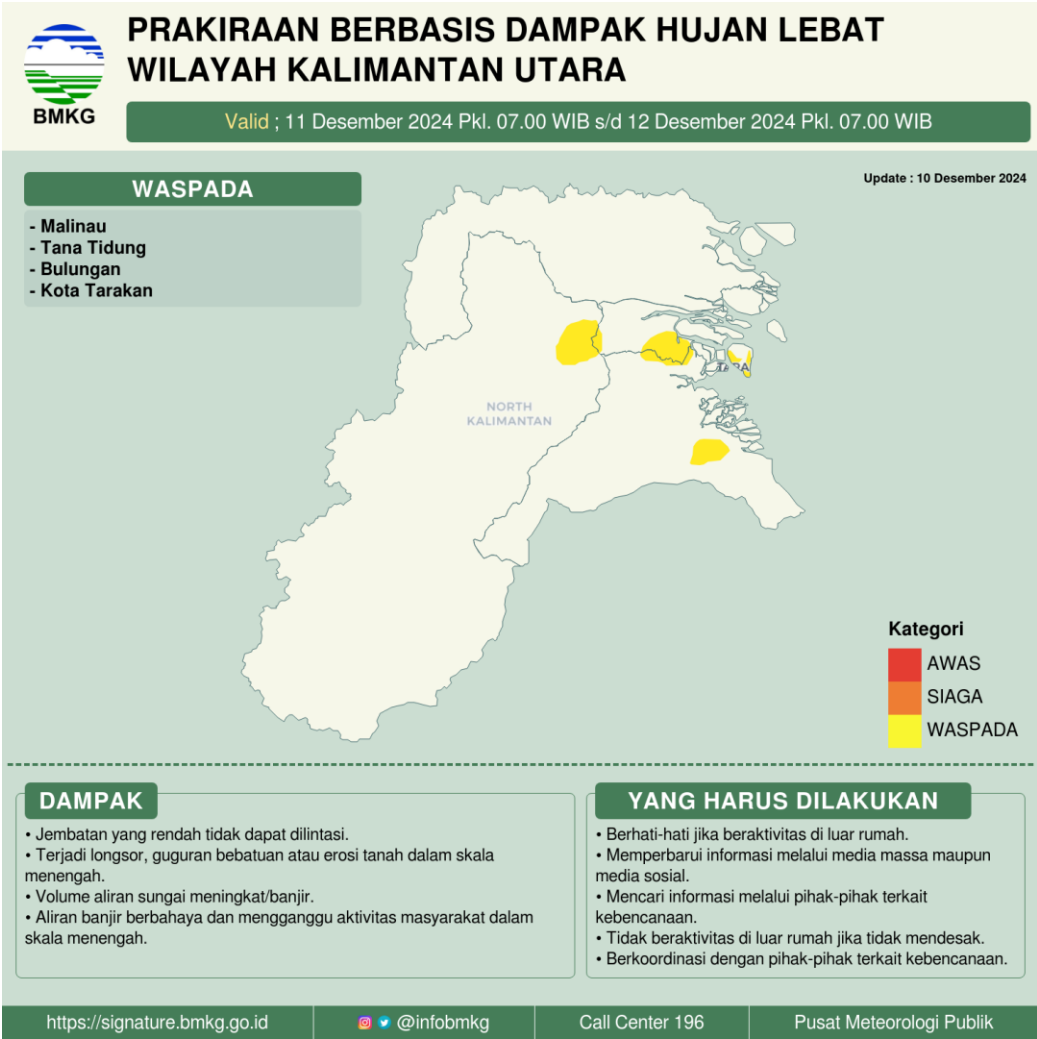 PRAKIRAAN BERBASIS DAMPAK HUJAN LEBAT
WILAYAH KALIMANTAN UTARA
BMKG
Valid ; 11 Desember 2024 Pkl. 07.00 WIB s/d 12 Desember 2024 Pkl. 07.00 WIB
Update : 10 Desember 2024
WASPADA
- Malinau
- Tana Tidung
- Bulungan
- Kota Tarakan
NORTH
KALIMANTAN
Kategori
AWAS
SIAGA
WASPADA
DAMPAK
• Jembatan yang rendah tidak dapat dilintasi.
• Terjadi longsor, guguran bebatuan atau erosi tanah dalam skala
menengah.
• Volume aliran sungai meningkat/banjir.
• Aliran banjir berbahaya dan mengganggu aktivitas masyarakat dalam
skala menengah.
YANG HARUS DILAKUKAN
• Berhati-hati jika beraktivitas di luar rumah.
• Memperbarui informasi melalui media massa maupun
media sosial.
• Mencari informasi melalui pihak-pihak terkait
kebencanaan.
• Tidak beraktivitas di luar rumah jika tidak mendesak.
• Berkoordinasi dengan pihak-pihak terkait kebencanaan.
https://signature.bmkg.go.id
@infobmkg
Call Center 196
Pusat Meteorologi Publik